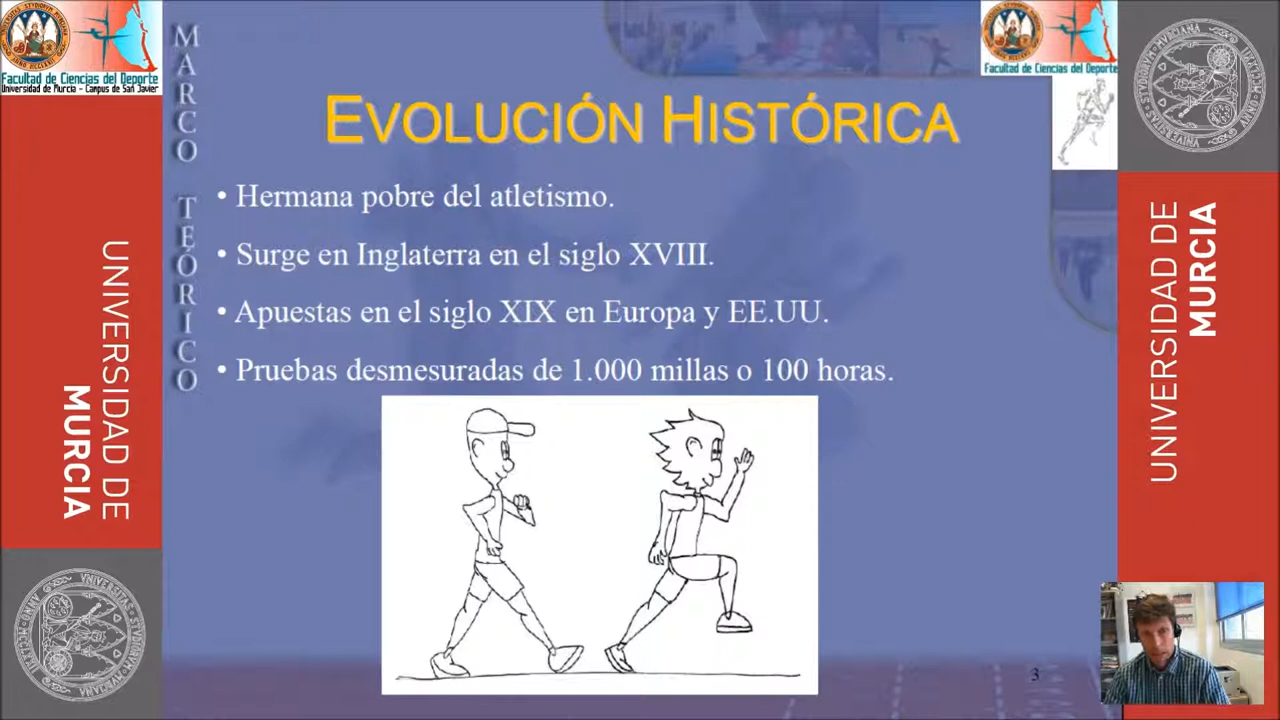 Facultad de Ciencias del Deporte
Universidad de Murcia - Campus de San Javier
MARCO TEÓRICO
Facultad de Ciencias del Deporte
EVOLUCIÓN HISTÓRICA
• Hermana pobre del atletismo.
• Surge en Inglaterra en el siglo XVIII.
• Apuestas en el siglo XIX en Europa y EE.UU.
• Pruebas desmesuradas de 1.000 millas o 100 horas.
3
UNIVERSIDAD DE
MURCIA
UNIVERSIDAD DE
MURCIA